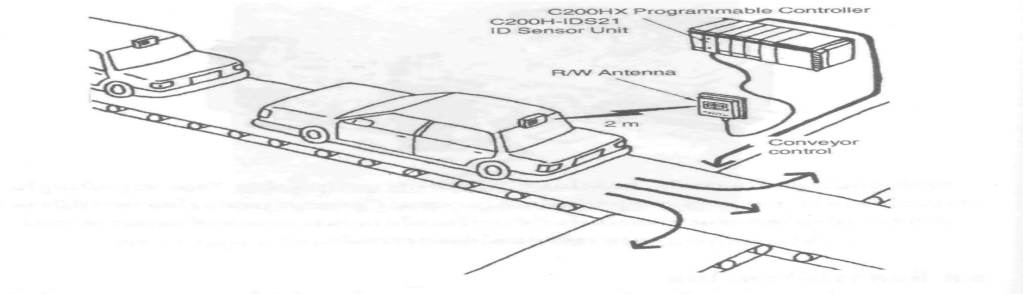 C200HX Programmable Controller
C200H-IDS21
ID Sensor Unit
R/W Antenna
2 m
Conveyor
control